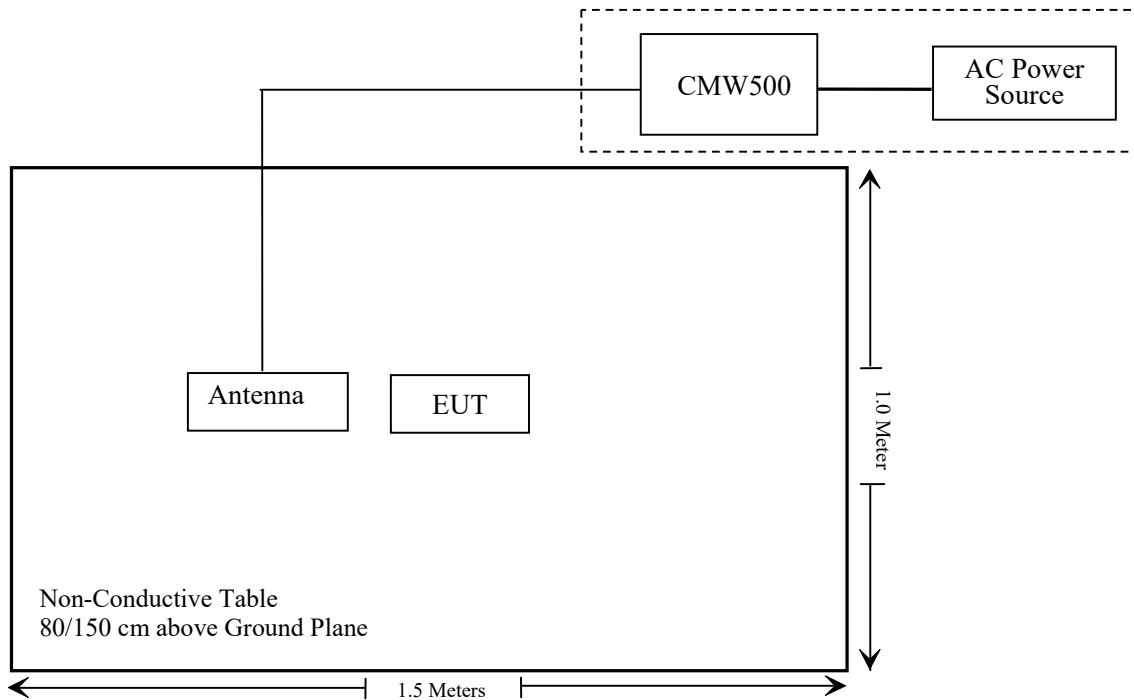 CMW500
AC Power
Source
Antenna
EUT
1.0 Meter
Non-Conductive Table
80/150 cm above Ground Plane
1.5 Meters